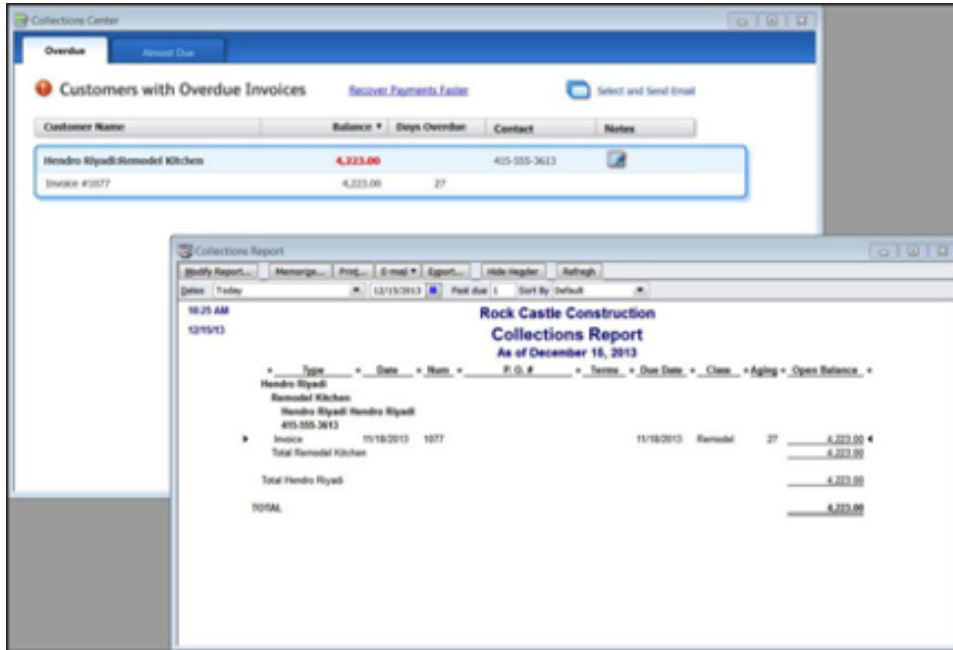 Collections Center
Overdue Almost Due
Customers with Overdue Invoices Recover Payments Faster Select and Send Email
Customer Name Balance Days Overdue Contact Notes
Hendro Riyadi:Remodel Kitchen 4,223.00 415-555-3613
Invoice #1077 4,223.00 27
Collections Report
Modify Report... Memorize... Print... E-mail Export... Hide Header Refresh
Dates Today 12/15/2013 Past due 1 Sort By Default
10:25 AM Rock Castle Construction
12/15/13 Collections Report
As of December 15, 2013
Type Date Num P. O. # Terms Due Date Class Aging Open Balance
Hendro Riyadi
Remodel Kitchen
Hendro Riyadi Hendro Riyadi
415-555-3613
Invoice 11/18/2013 1077 11/18/2013 Remodel 27 4,223.00
Total Remodel Kitchen 4,223.00
Total Hendro Riyadi 4,223.00
TOTAL 4,223.00